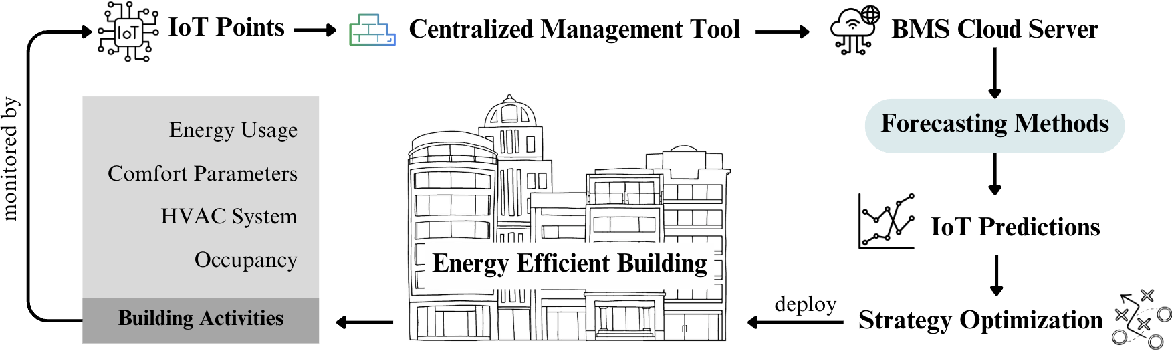 IoT
IoT Points
Centralized Management Tool
BMS Cloud Server
Forecasting Methods
IoT Predictions
Strategy Optimization
deploy
Energy Efficient Building
Energy Usage
Comfort Parameters
HVAC System
Occupancy
Building Activities
monitored by